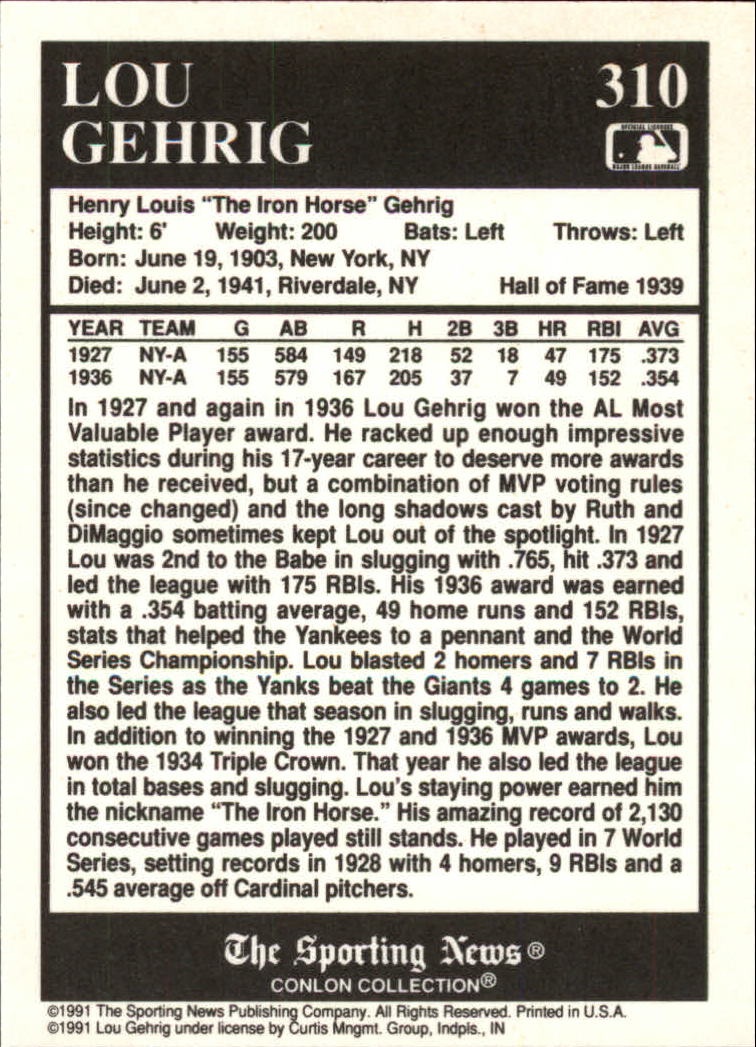 LOU
GEHRIG
310
OFFICIAL LICENSEE
MAJOR LEAGUE BASEBALL
Henry Louis “The Iron Horse” Gehrig
Height: 6' Weight: 200 Bats: Left Throws: Left
Born: June 19, 1903, New York, NY
Died: June 2, 1941, Riverdale, NY Hall of Fame 1939
YEAR TEAM G AB R H 2B 3B HR RBI AVG
1927 NY-A 155 584 149 218 52 18 47 175 .373
1936 NY-A 155 579 167 205 37 7 49 152 .354
In 1927 and again in 1936 Lou Gehrig won the AL Most
Valuable Player award. He racked up enough impressive
statistics during his 17-year career to deserve more awards
than he received, but a combination of MVP voting rules
(since changed) and the long shadows cast by Ruth and
DiMaggio sometimes kept Lou out of the spotlight. In 1927
Lou was 2nd to the Babe in slugging with .765, hit .373 and
led the league with 175 RBIs. His 1936 award was earned
with a .354 batting average, 49 home runs and 152 RBIs,
stats that helped the Yankees to a pennant and the World
Series Championship. Lou blasted 2 homers and 7 RBIs in
the Series as the Yanks beat the Giants 4 games to 2. He
also led the league that season in slugging, runs and walks.
In addition to winning the 1927 and 1936 MVP awards, Lou
won the 1934 Triple Crown. That year he also led the league
in total bases and slugging. Lou's staying power earned him
the nickname “The Iron Horse.” His amazing record of 2,130
consecutive games played still stands. He played in 7 World
Series, setting records in 1928 with 4 homers, 9 RBIs and a
.545 average off Cardinal pitchers.
The Sporting News®
CONLON COLLECTION®
©1991 The Sporting News Publishing Company. All Rights Reserved. Printed in U.S.A.
©1991 Lou Gehrig under license by Curtis Mngmt. Group, Indpls., IN